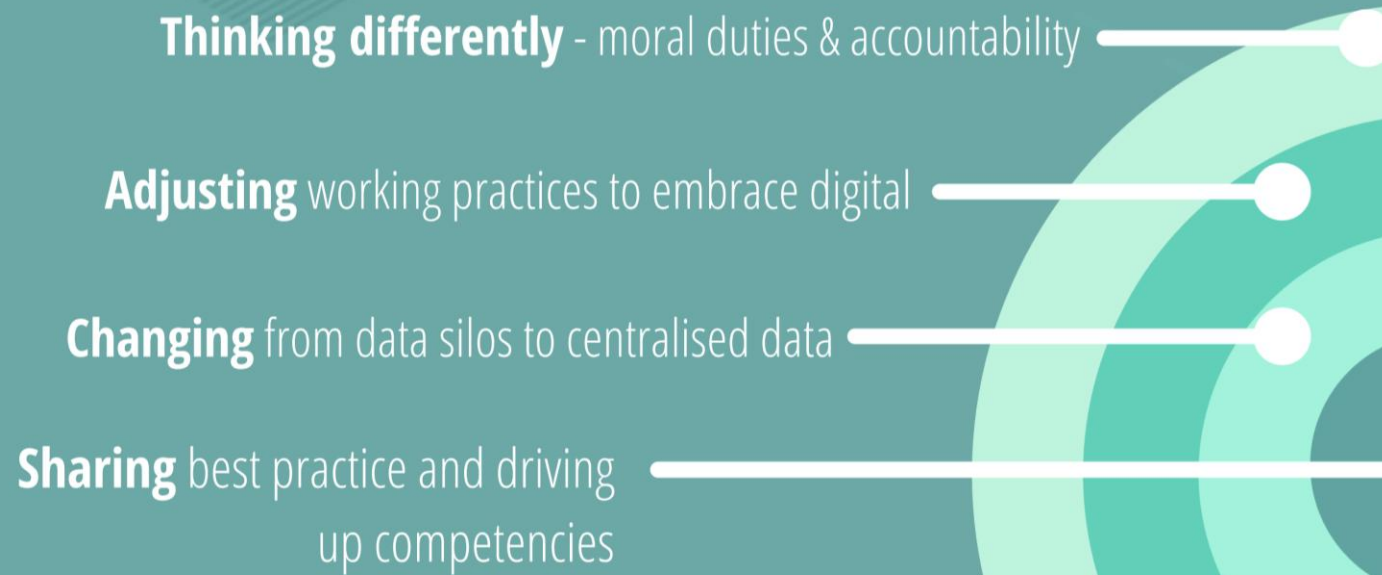 Thinking differently - moral duties & accountability
Adjusting working practices to embrace digital
Changing from data silos to centralised data
Sharing best practice and driving
up competencies